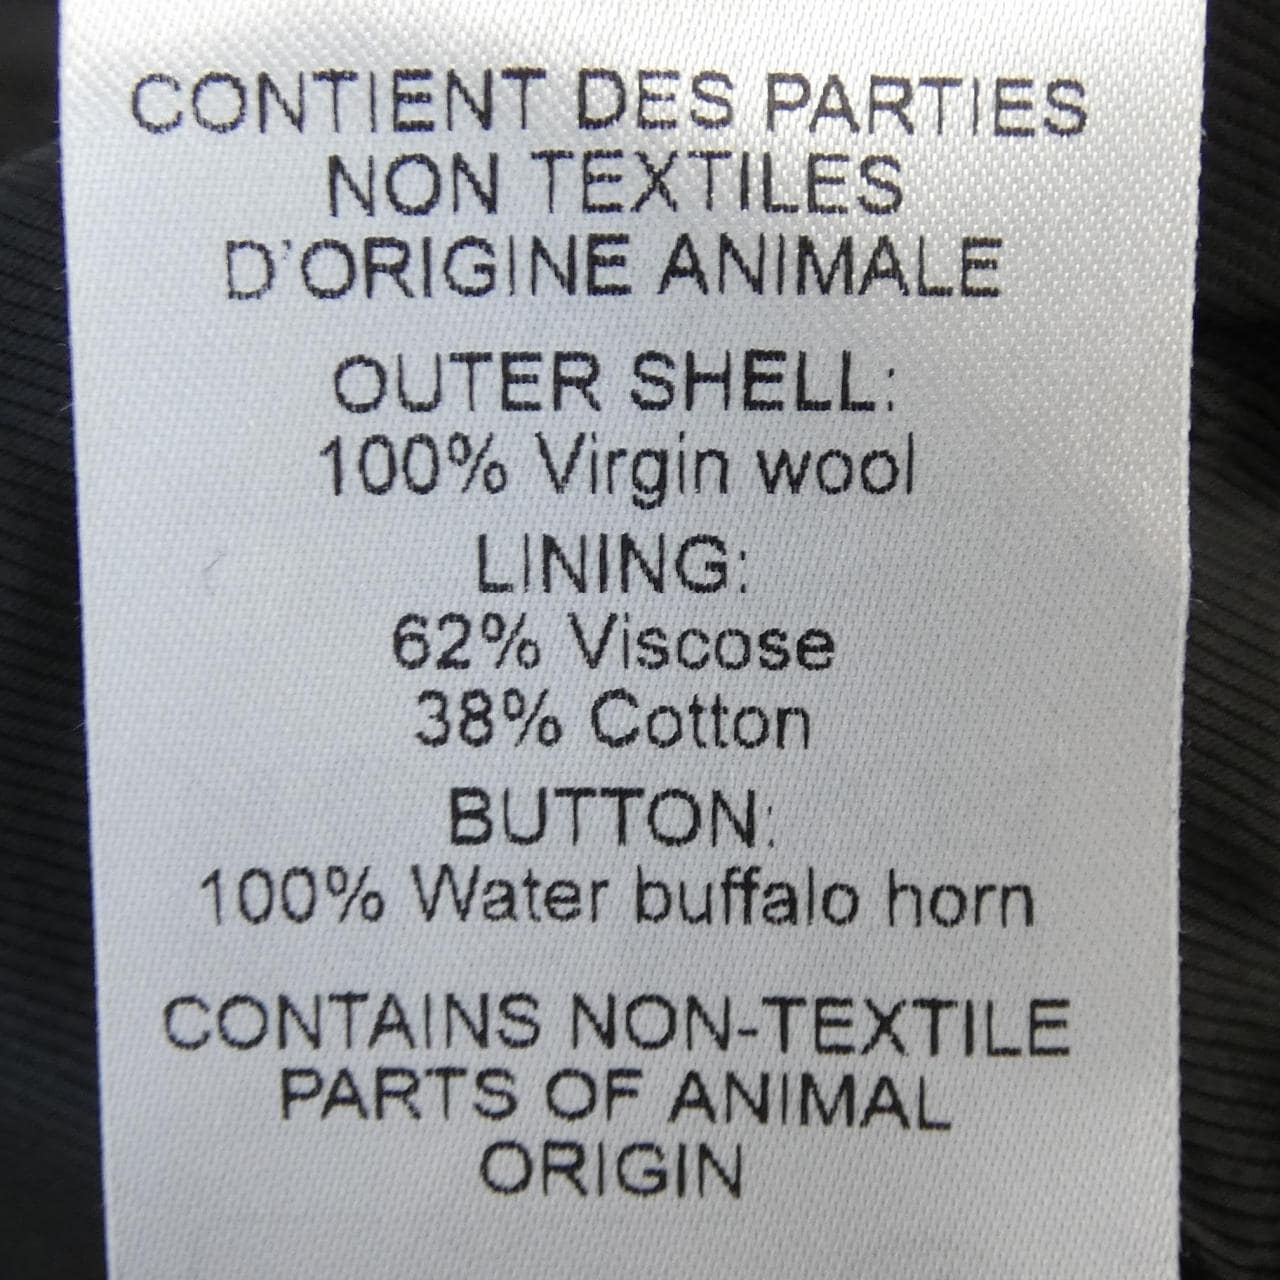 CONTIENT DES PARTIES
NON TEXTILES
D'ORIGINE ANIMALE
OUTER SHELL:
100% Virgin wool
LINING:
62% Viscose
38% Cotton
BUTTON:
100% Water buffalo horn
CONTAINS NON-TEXTILE
PARTS OF ANIMAL
ORIGIN